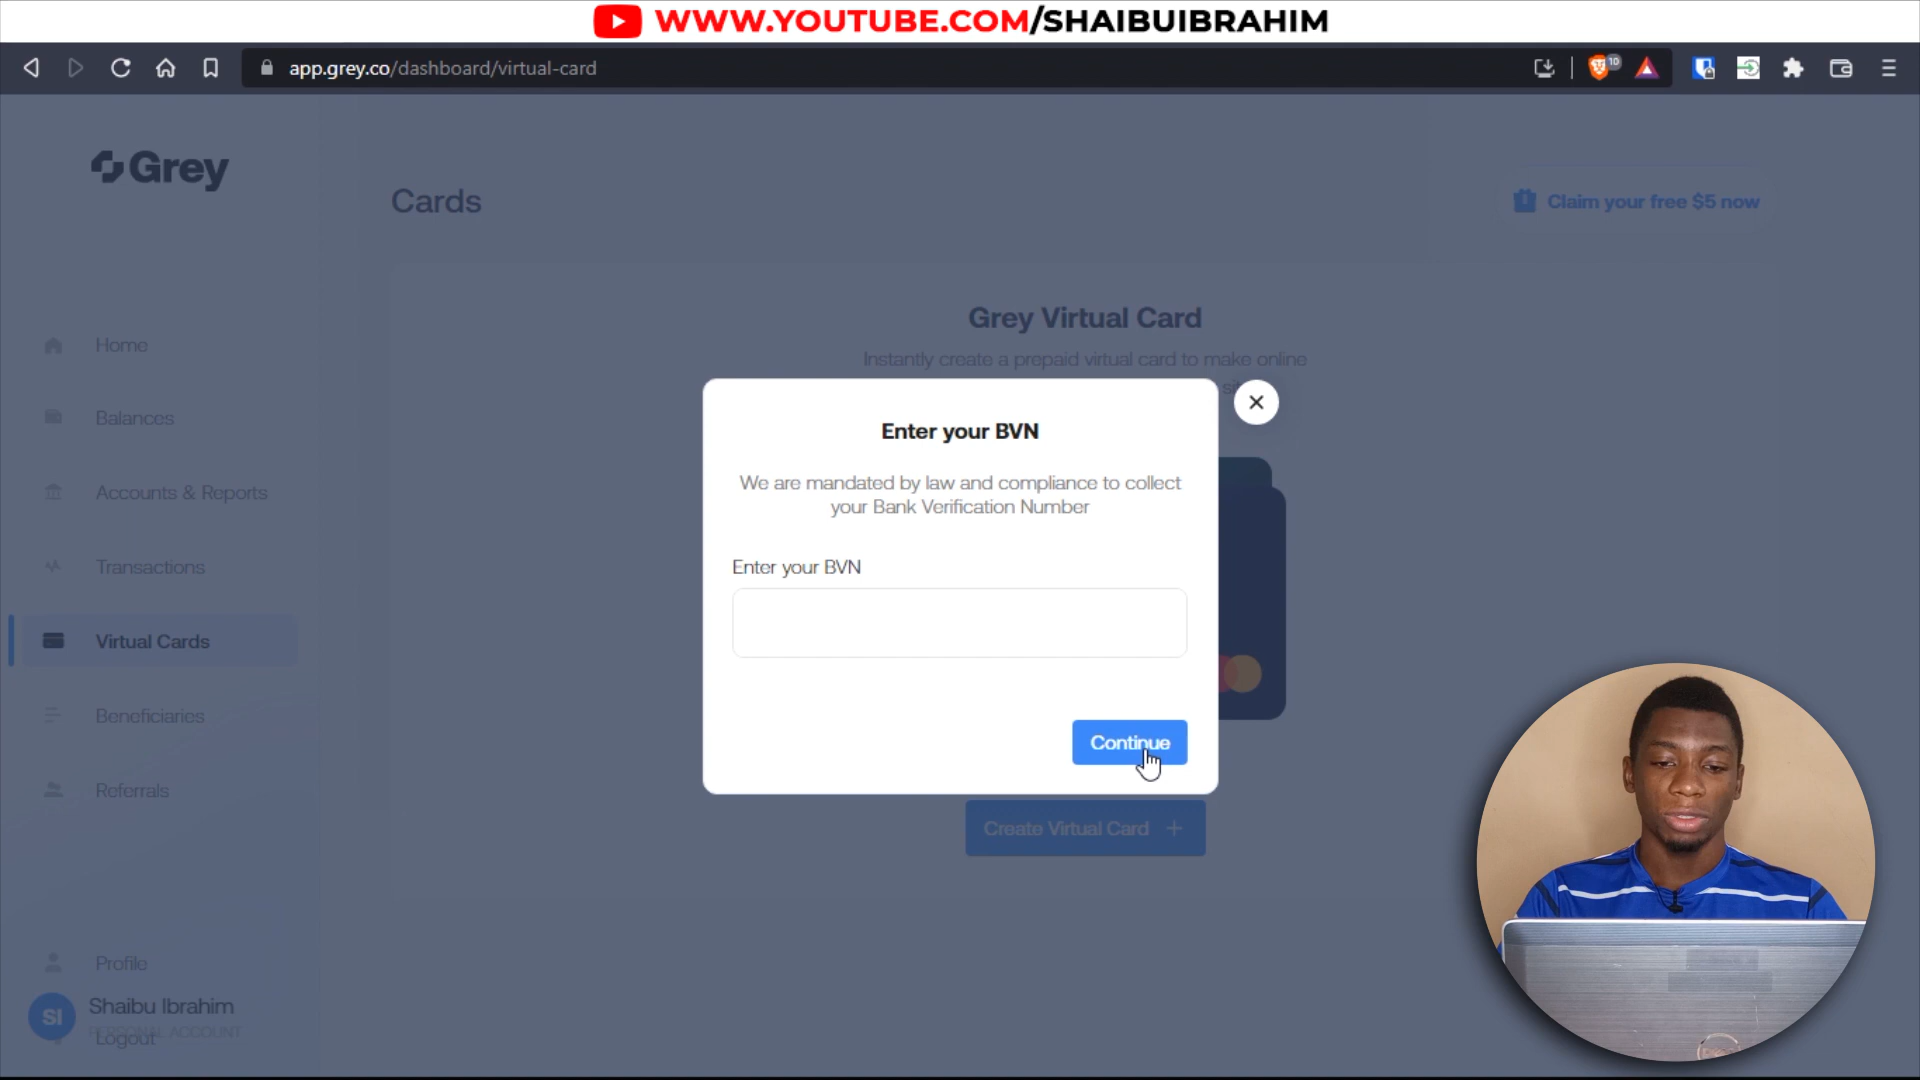 WWW.YOUTUBE.COM/SHAIBUIBRAHIM
app.grey.co/dashboard/virtual-card
10
Grey
Cards
Claim your free $5 now
Home
Balances
Accounts & Reports
Transactions
Virtual Cards
Beneficiaries
Referrals
Grey Virtual Card
Instantly create a prepaid virtual card to make online
Enter your BVN
We are mandated by law and compliance to collect
your Bank Verification Number
Enter your BVN
Continue
Create Virtual Card +
Profile
SI
Shaibu Ibrahim
PERSONAL ACCOUNT
Logout